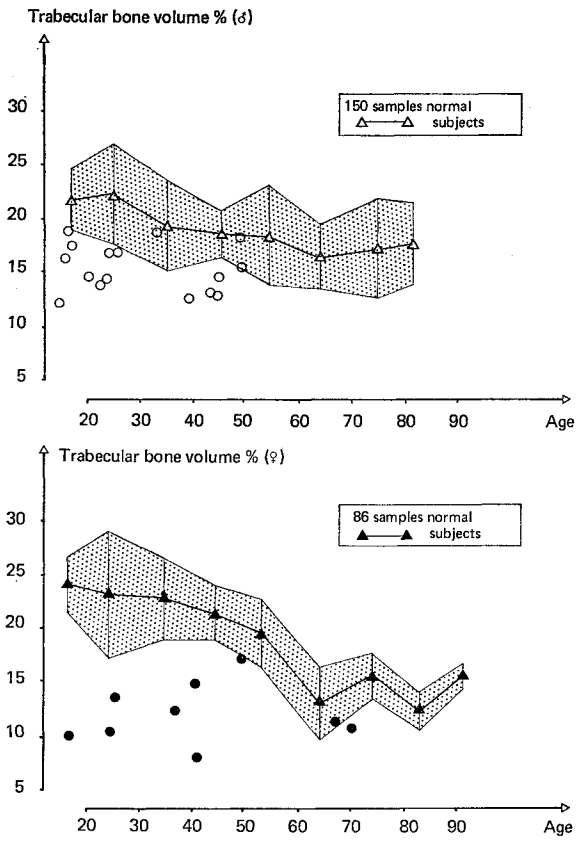 Trabecular bone volume % (♂)
30
25
20
15
10
5
150 samples normal
subjects
20 30 40 50 60 70 80 90 Age
Trabecular bone volume % (♀)
30
25
20
15
10
5
86 samples normal
subjects
20 30 40 50 60 70 80 90 Age